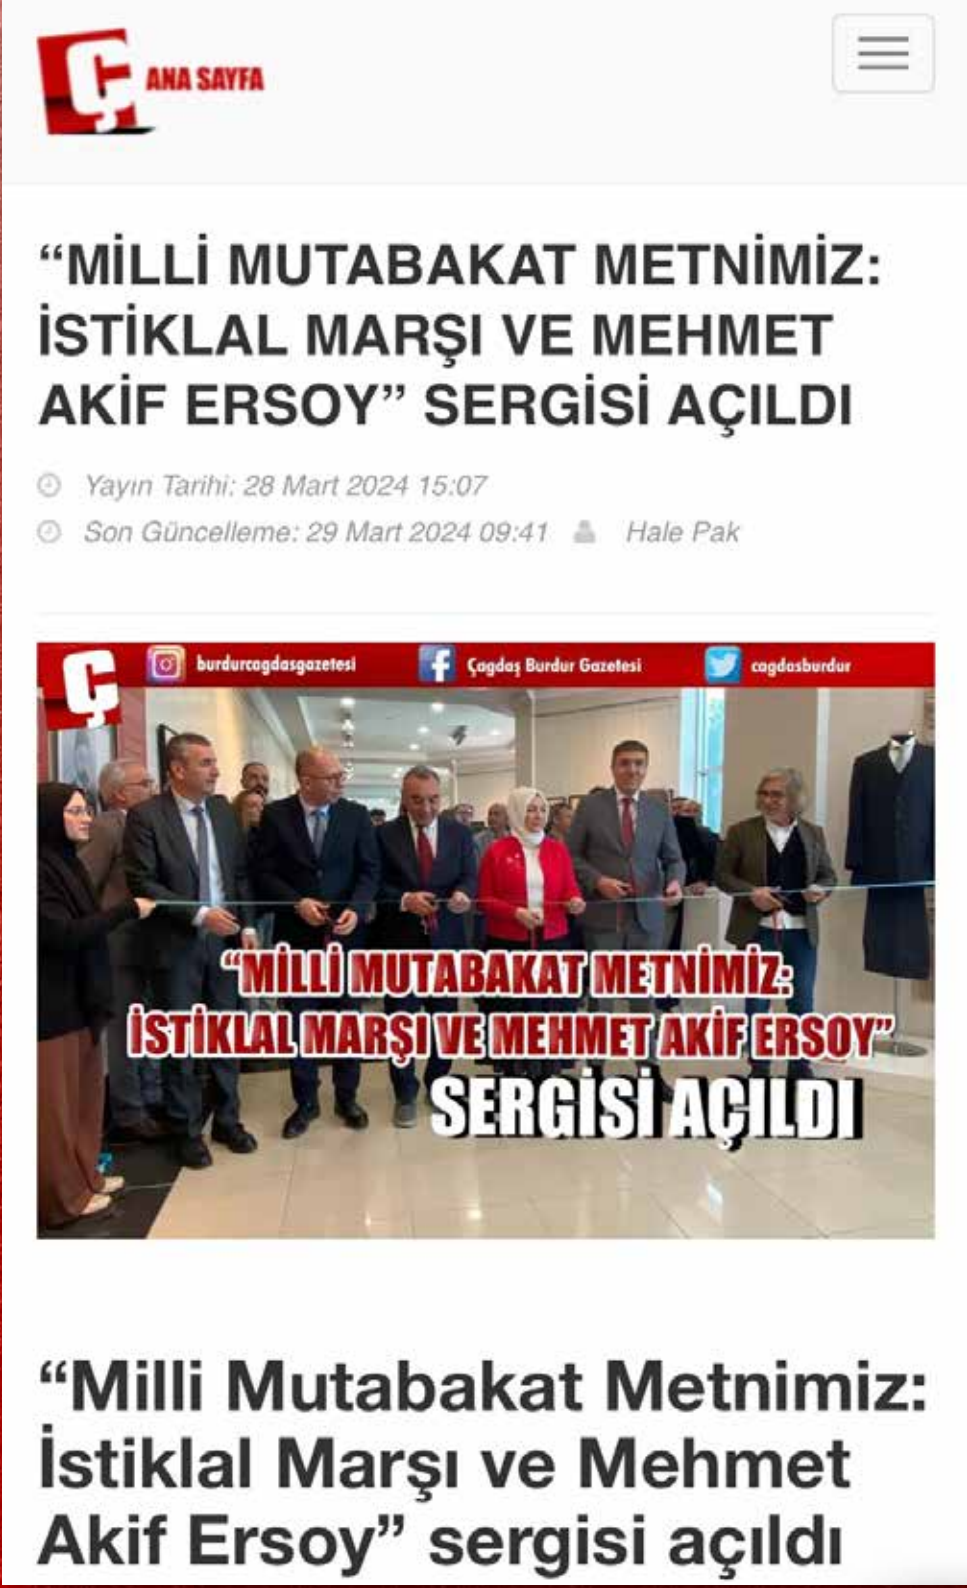 Ç ANA SAYFA
“MİLLİ MUTABAKAT METNİMİZ:
İSTİKLAL MARŞI VE MEHMET
AKİF ERSOY” SERGİSİ AÇILDI
Yayın Tarihi: 28 Mart 2024 15:07
Son Güncelleme: 29 Mart 2024 09:41 Hale Pak
Ç burdurcagdasgazetesi Çagdaş Burdur Gazetesi cagdasburdur
“MİLLİ MUTABAKAT METNİMİZ:
İSTİKLAL MARŞI VE MEHMET AKİF ERSOY”
SERGİSİ AÇILDI
“Milli Mutabakat Metnimiz:
İstiklal Marşı ve Mehmet
Akif Ersoy” sergisi açıldı